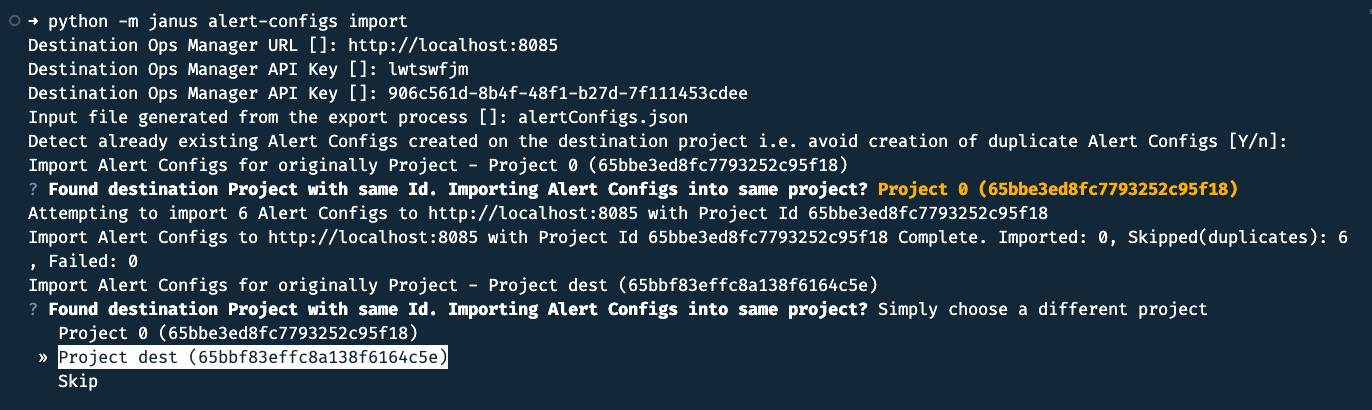 → python -m janus alert-configs import
Destination Ops Manager URL []: http://localhost:8085
Destination Ops Manager API Key []: lwtswfjm
Destination Ops Manager API Key []: 906c561d-8b4f-48f1-b27d-7f111453cdee
Input file generated from the export process []: alertConfigs.json
Detect already existing Alert Configs created on the destination project i.e. avoid creation of duplicate Alert Configs [Y/n]:
Import Alert Configs for originally Project - Project 0 (65bbe3ed8fc7793252c95f18)
? Found destination Project with same Id. Importing Alert Configs into same project? Project 0 (65bbe3ed8fc7793252c95f18)
Attempting to import 6 Alert Configs to http://localhost:8085 with Project Id 65bbe3ed8fc7793252c95f18
Import Alert Configs to http://localhost:8085 with Project Id 65bbe3ed8fc7793252c95f18 Complete. Imported: 0, Skipped(duplicates): 6
, Failed: 0
Import Alert Configs for originally Project - Project dest (65bbf83effc8a138f6164c5e)
? Found destination Project with same Id. Importing Alert Configs into same project? Simply choose a different project
Project 0 (65bbe3ed8fc7793252c95f18)
» Project dest (65bbf83effc8a138f6164c5e)
Skip